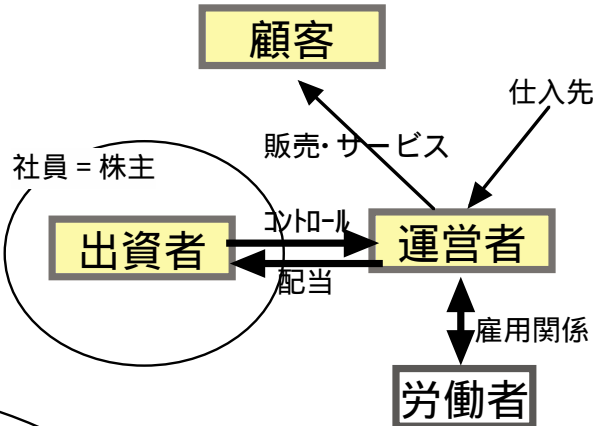 顧客
仕入先
販売・サービス
社員 = 株主
コントロール
出資者
運営者
配当
雇用関係
労働者